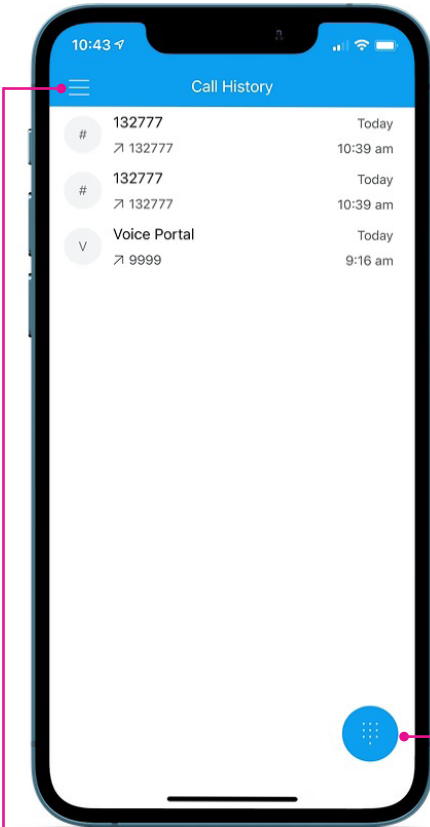 10:43
Call History
# 132777 Today
132777 10:39 am
# 132777 Today
132777 10:39 am
V Voice Portal Today
9999 9:16 am